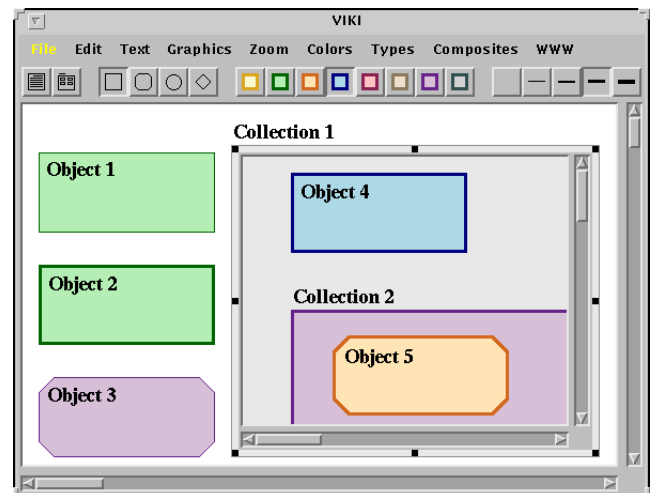 VIKI
File Edit Text Graphics Zoom Colors Types Composites WWW
Collection 1
Object 1
Object 4
Object 2
Collection 2
Object 5
Object 3